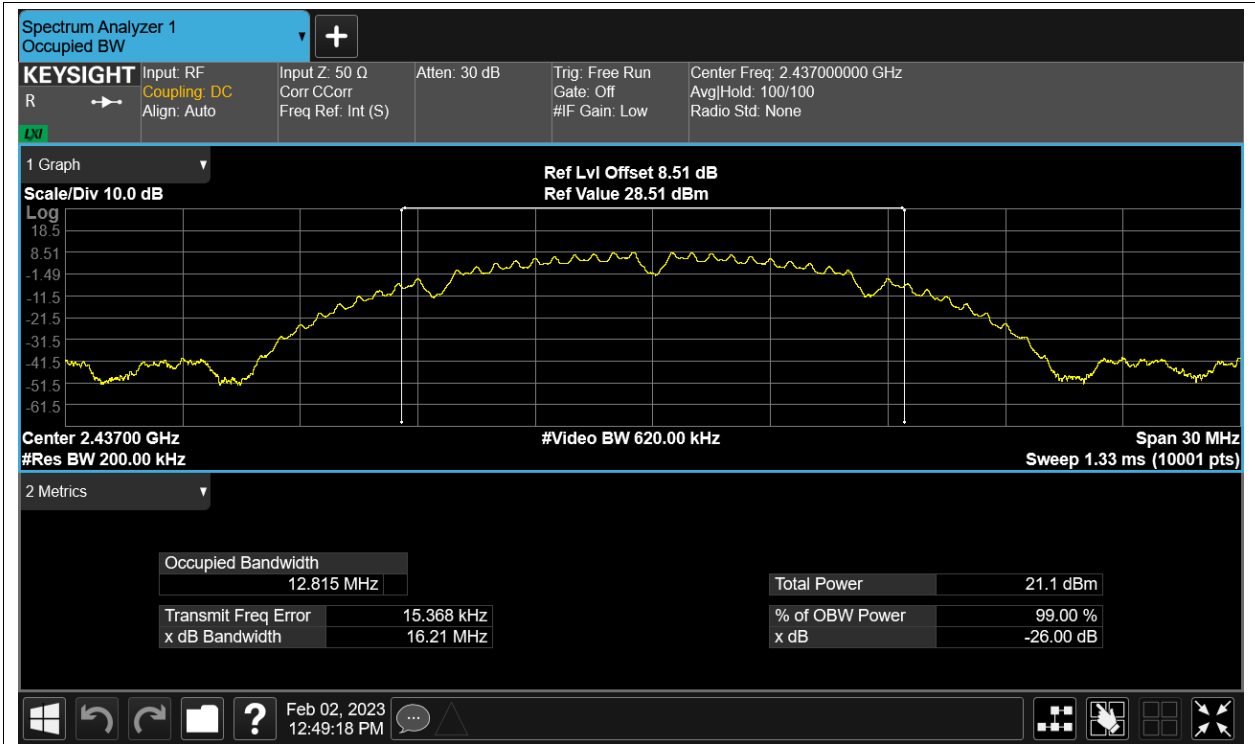 Spectrum Analyzer 1
Occupied BW
KEYSIGHT
R
LXI
Input: RF
Coupling: DC
Align: Auto
Input Z: 50 Ω
Corr CCorr
Freq Ref: Int (S)
Atten: 30 dB
Trig: Free Run
Gate: Off
#IF Gain: Low
Center Freq: 2.437000000 GHz
Avg|Hold: 100/100
Radio Std: None
1 Graph
Scale/Div 10.0 dB
Ref Lvl Offset 8.51 dB
Ref Value 28.51 dBm
Log
18.5
8.51
-1.49
-11.5
-21.5
-31.5
-41.5
-51.5
-61.5
Center 2.43700 GHz
#Video BW 620.00 kHz
Span 30 MHz
#Res BW 200.00 kHz
Sweep 1.33 ms (10001 pts)
2 Metrics
Occupied Bandwidth
12.815 MHz
Transmit Freq Error 15.368 kHz
x dB Bandwidth 16.21 MHz
Total Power 21.1 dBm
% of OBW Power 99.00 %
x dB -26.00 dB
?
Feb 02, 2023
12:49:18 PM